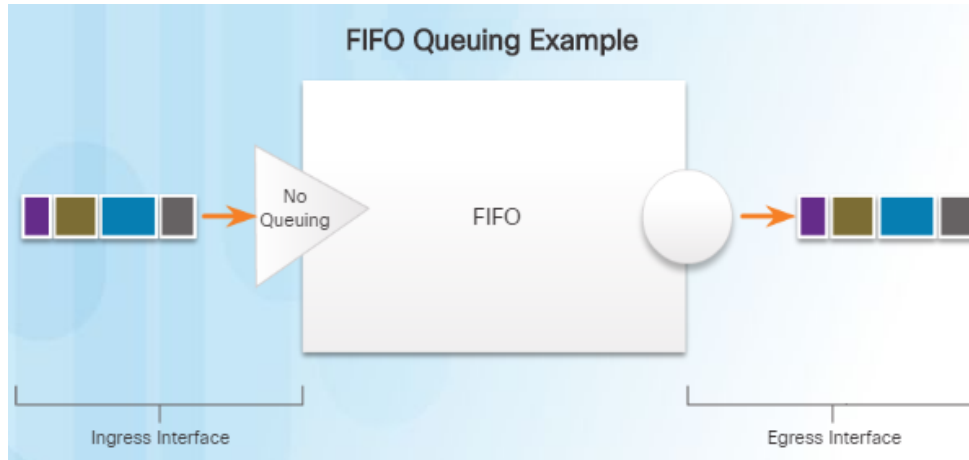 FIFO Queuing Example
No
Queuing
FIFO
Ingress Interface
Egress Interface